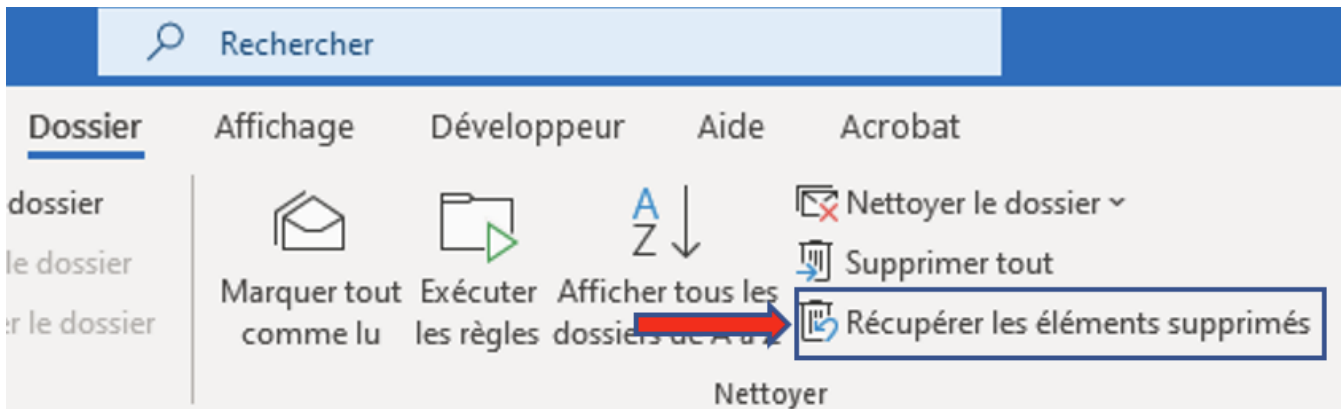 Rechercher
Dossier Affichage Développeur Aide Acrobat
dossier
le dossier
er le dossier
Marquer tout
comme lu
Exécuter
les règles
Afficher tous les
dossiers de A à Z
Nettoyer le dossier
Supprimer tout
Récupérer les éléments supprimés
Nettoyer